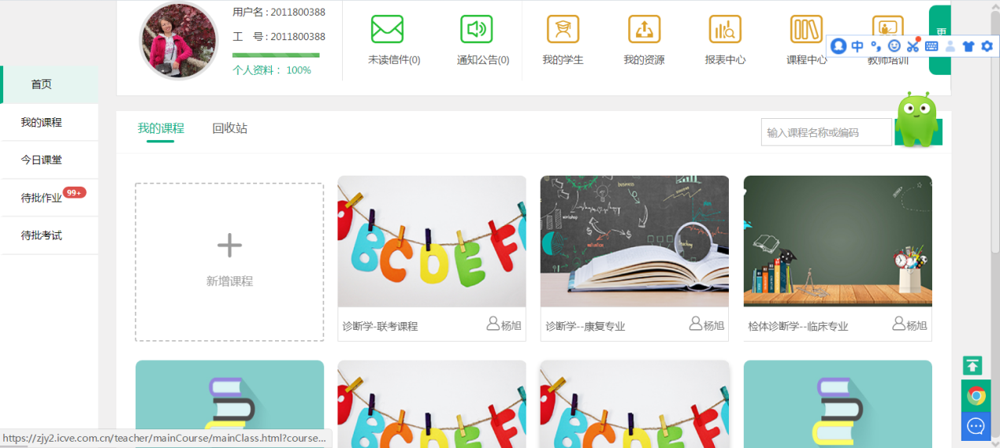 用户名 : 2011800388
工　号 : 2011800388
个人资料： 100%
未读信件(0)
通知公告(0)
我的学生
我的资源
报表中心
课程中心
教师培训
更
中
首页
我的课程
今日课堂
待批作业 99+
待批考试
我的课程
回收站
输入课程名称或编码
新增课程
诊断学-联考课程
杨旭
诊断学--康复专业
杨旭
检体诊断学--临床专业
杨旭
BCDEF
BCDEF
BCDEF
https://zjy2.icve.com.cn/teacher/mainCourse/mainClass.html?course...